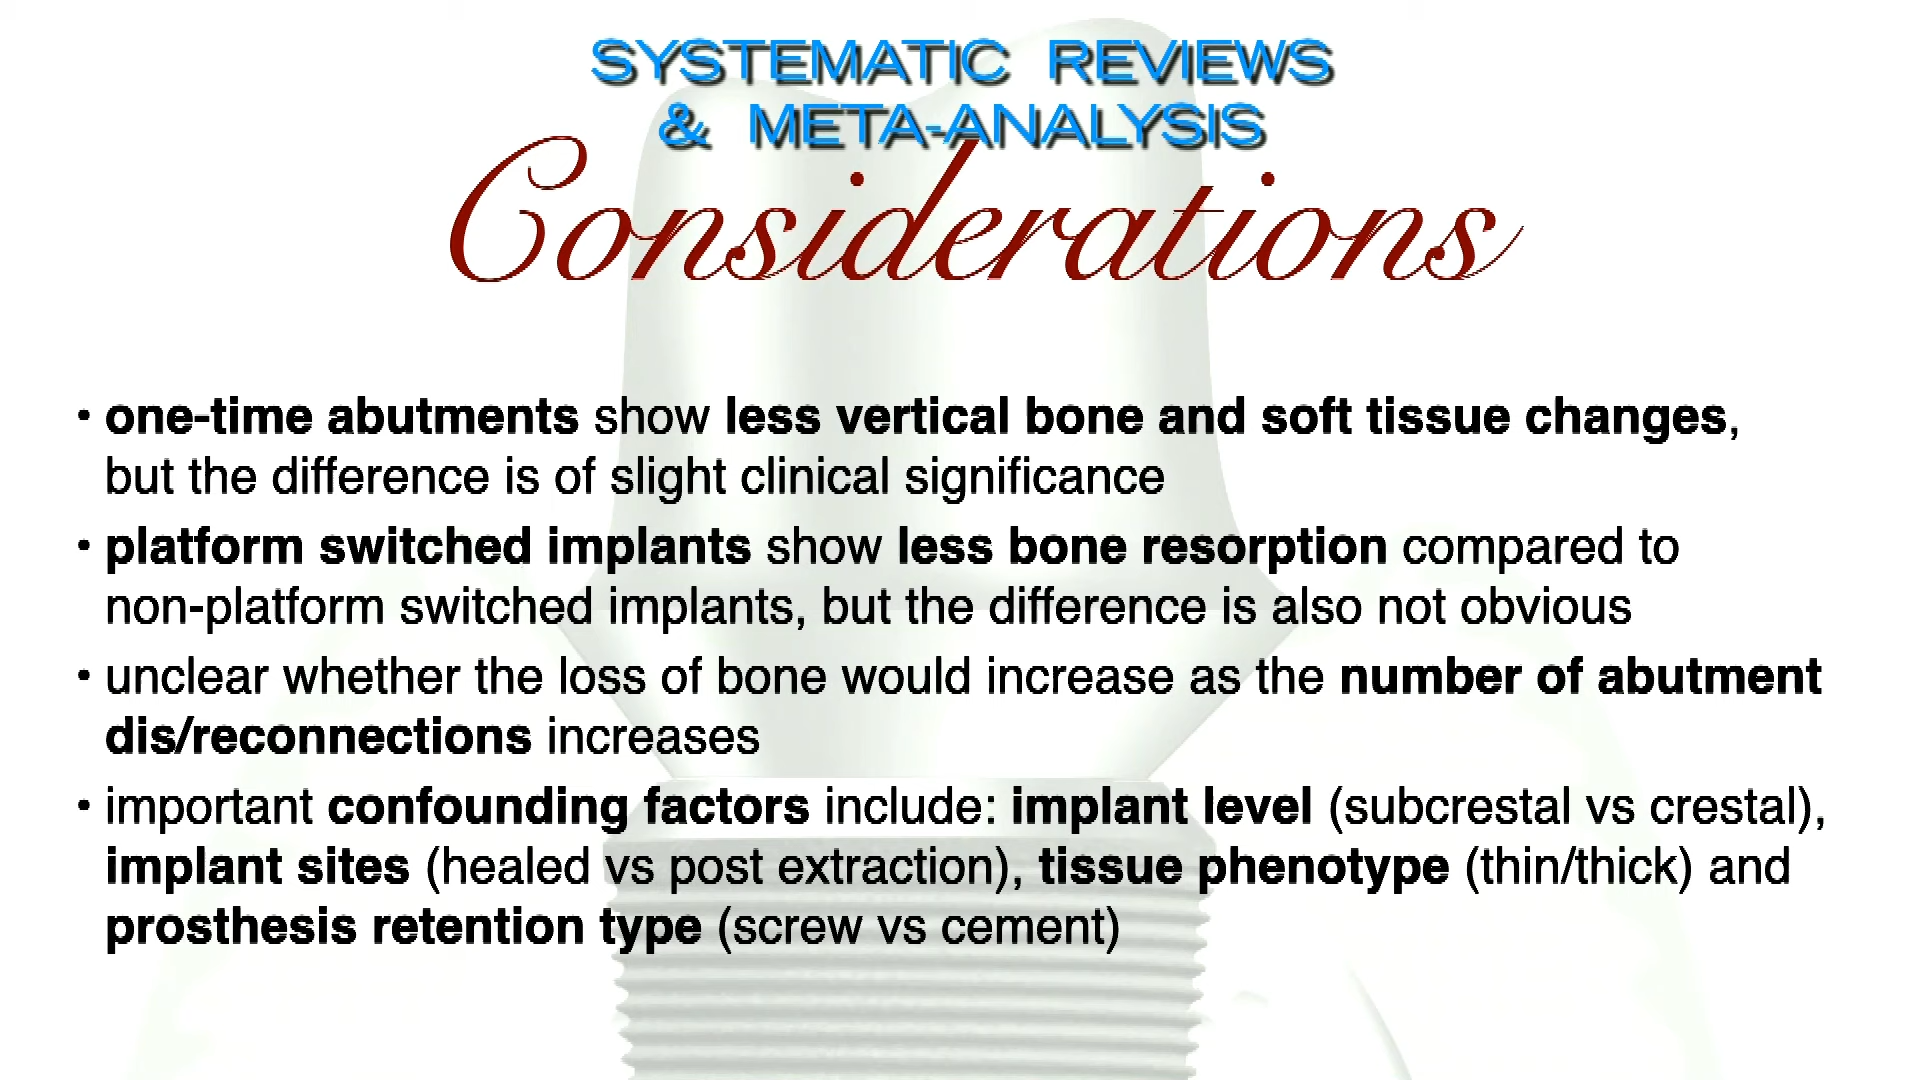 SYSTEMATIC REVIEWS
& META-ANALYSIS
Considerations
• one-time abutments show less vertical bone and soft tissue changes,
but the difference is of slight clinical significance
• platform switched implants show less bone resorption compared to
non-platform switched implants, but the difference is also not obvious
• unclear whether the loss of bone would increase as the number of abutment
dis/reconnections increases
• important confounding factors include: implant level (subcrestal vs crestal),
implant sites (healed vs post extraction), tissue phenotype (thin/thick) and
prosthesis retention type (screw vs cement)